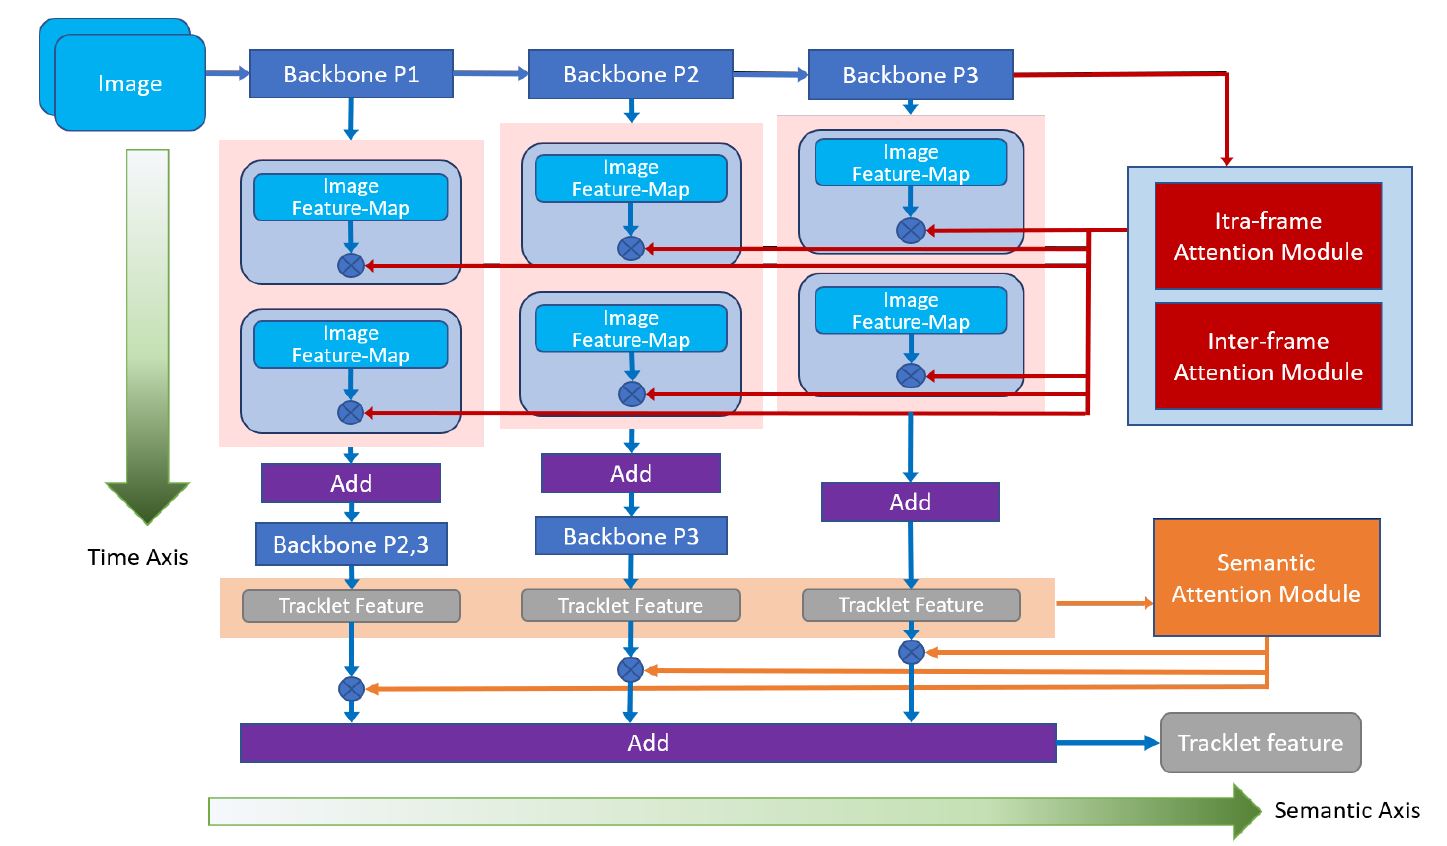 Image
Backbone P1
Backbone P2
Backbone P3
Image
Feature-Map
Image
Feature-Map
Image
Feature-Map
Itra-frame
Attention Module
Image
Feature-Map
Image
Feature-Map
Image
Feature-Map
Inter-frame
Attention Module
Add
Add
Add
Time Axis
Backbone P2,3
Backbone P3
Semantic
Attention Module
Tracklet Feature
Tracklet Feature
Tracklet Feature
Add
Tracklet feature
Semantic Axis